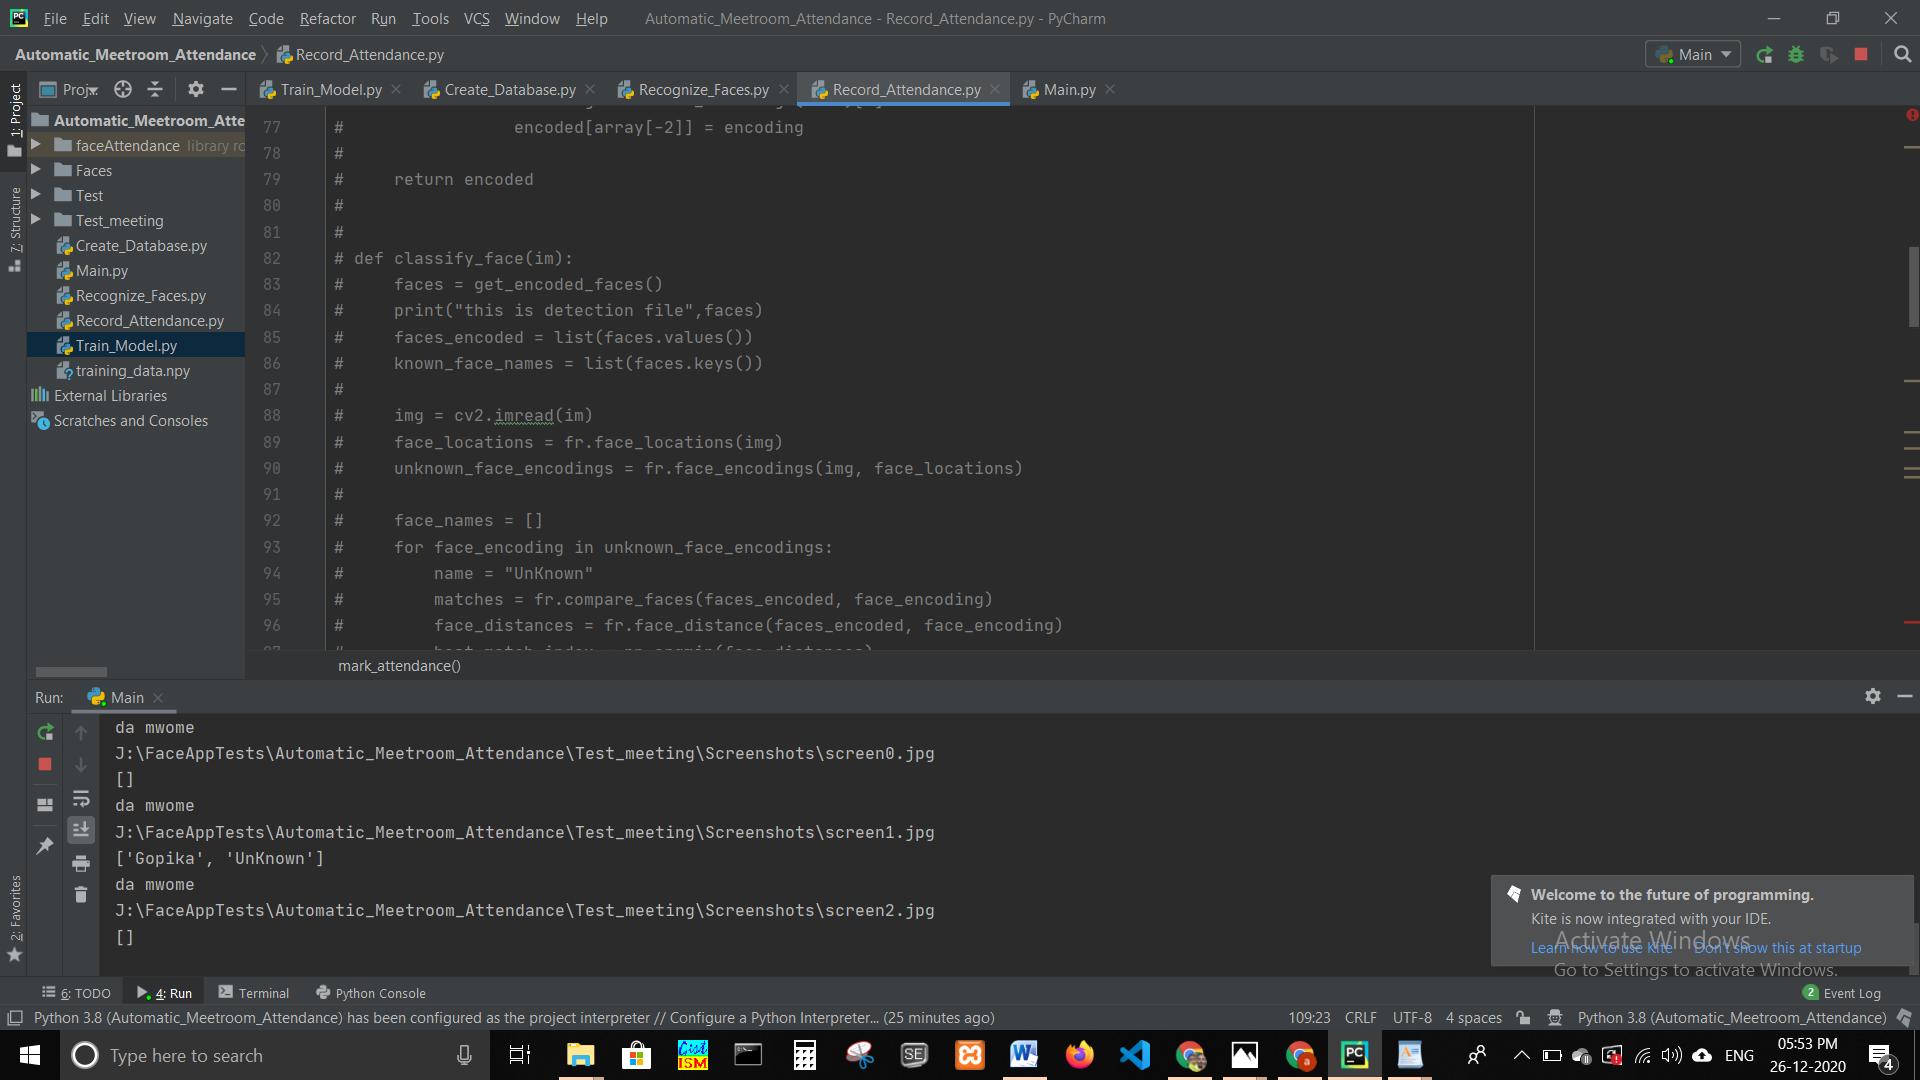 File Edit View Navigate Code Refactor Run Tools VCS Window Help Automatic_Meetroom_Attendance - Record_Attendance.py - PyCharm
Automatic_Meetroom_Attendance Record_Attendance.py Main
1: Project
7: Structure
2: Favorites
Proj
Train_Model.py Create_Database.py Recognize_Faces.py Record_Attendance.py Main.py
Automatic_Meetroom_Atte
faceAttendance library ro
Faces
Test
Test_meeting
Create_Database.py
Main.py
Recognize_Faces.py
Record_Attendance.py
Train_Model.py
training_data.npy
External Libraries
Scratches and Consoles
77 # encoded[array[-2]] = encoding
78 #
79 # return encoded
80 #
81 #
82 # def classify_face(im):
83 # faces = get_encoded_faces()
84 # print("this is detection file",faces)
85 # faces_encoded = list(faces.values())
86 # known_face_names = list(faces.keys())
87 #
88 # img = cv2.imread(im)
89 # face_locations = fr.face_locations(img)
90 # unknown_face_encodings = fr.face_encodings(img, face_locations)
91 #
92 # face_names = []
93 # for face_encoding in unknown_face_encodings:
94 # name = "UnKnown"
95 # matches = fr.compare_faces(faces_encoded, face_encoding)
96 # face_distances = fr.face_distance(faces_encoded, face_encoding)
97 # best_match_index = np.argmin(face_distances)
mark_attendance()
Run: Main
da mwome
J:\FaceAppTests\Automatic_Meetroom_Attendance\Test_meeting\Screenshots\screen0.jpg
[]
da mwome
J:\FaceAppTests\Automatic_Meetroom_Attendance\Test_meeting\Screenshots\screen1.jpg
['Gopika', 'UnKnown']
da mwome
J:\FaceAppTests\Automatic_Meetroom_Attendance\Test_meeting\Screenshots\screen2.jpg
[]
Welcome to the future of programming.
Kite is now integrated with your IDE.
Learn how to use Kite Don't show this at startup
Activate Windows
Go to Settings to activate Windows.
6: TODO 4: Run Terminal Python Console 2 Event Log
Python 3.8 (Automatic_Meetroom_Attendance) has been configured as the project interpreter // Configure a Python Interpreter... (25 minutes ago) 109:23 CRLF UTF-8 4 spaces Python 3.8 (Automatic_Meetroom_Attendance)
Type here to search
Gist
ISM
SE
W
PC
ENG
05:53 PM
26-12-2020
4